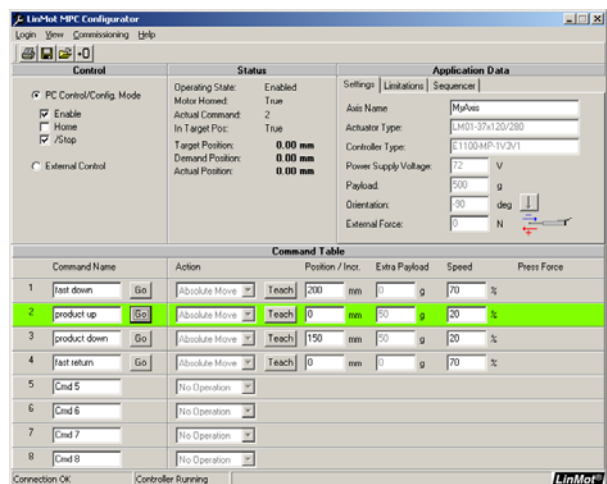 LinMot MPC Configurator
Login View Commissioning Help
Control
PC Control/Config. Mode
Enable
Home
/Stop
External Control
Status
Operating State: Enabled
Motor Homed: True
Actual Command: 2
In Target Pos: True
Target Position: 0.00 mm
Demand Position: 0.00 mm
Actual Position: 0.00 mm
Application Data
Settings Limitations Sequencer
Axis Name MyAxis
Actuator Type: LM01-37x120/280
Controller Type: E1100-MP-1V3V1
Power Supply Voltage: 72 V
Payload: 500 g
Orientation: -90 deg
External Force: 0 N
Command Table
Command Name Action Position / Incr. Extra Payload Speed Press Force
1 fast down Go Absolute Move Teach 200 mm 0 g 70 %
2 product up Go Absolute Move Teach 0 mm 50 g 20 %
3 product down Go Absolute Move Teach 150 mm 50 g 20 %
4 fast return Go Absolute Move Teach 0 mm 0 g 70 %
5 Cmd 5 No Operation
6 Cmd 6 No Operation
7 Cmd 7 No Operation
8 Cmd 8 No Operation
Connection OK Controller Running LinMot®